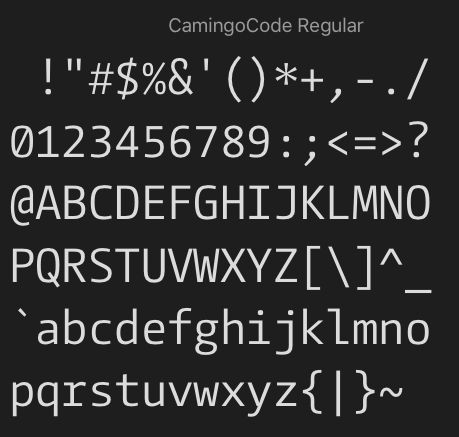 CamingoCode Regular
!"#$%&'()*+,-./
0123456789:;<=>?
@ABCDEFGHIJKLMNO
PQRSTUVWXYZ[\]^_
`abcdefghijklmno
pqrstuvwxyz{|}~